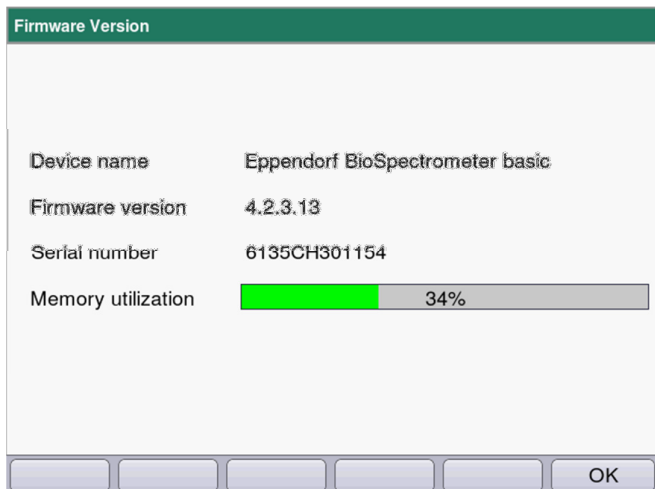 Firmware Version
Device name Eppendorf BioSpectrometer basic
Firmware version 4.2.3.13
Serial number 6135CH301154
Memory utilization 34%
OK